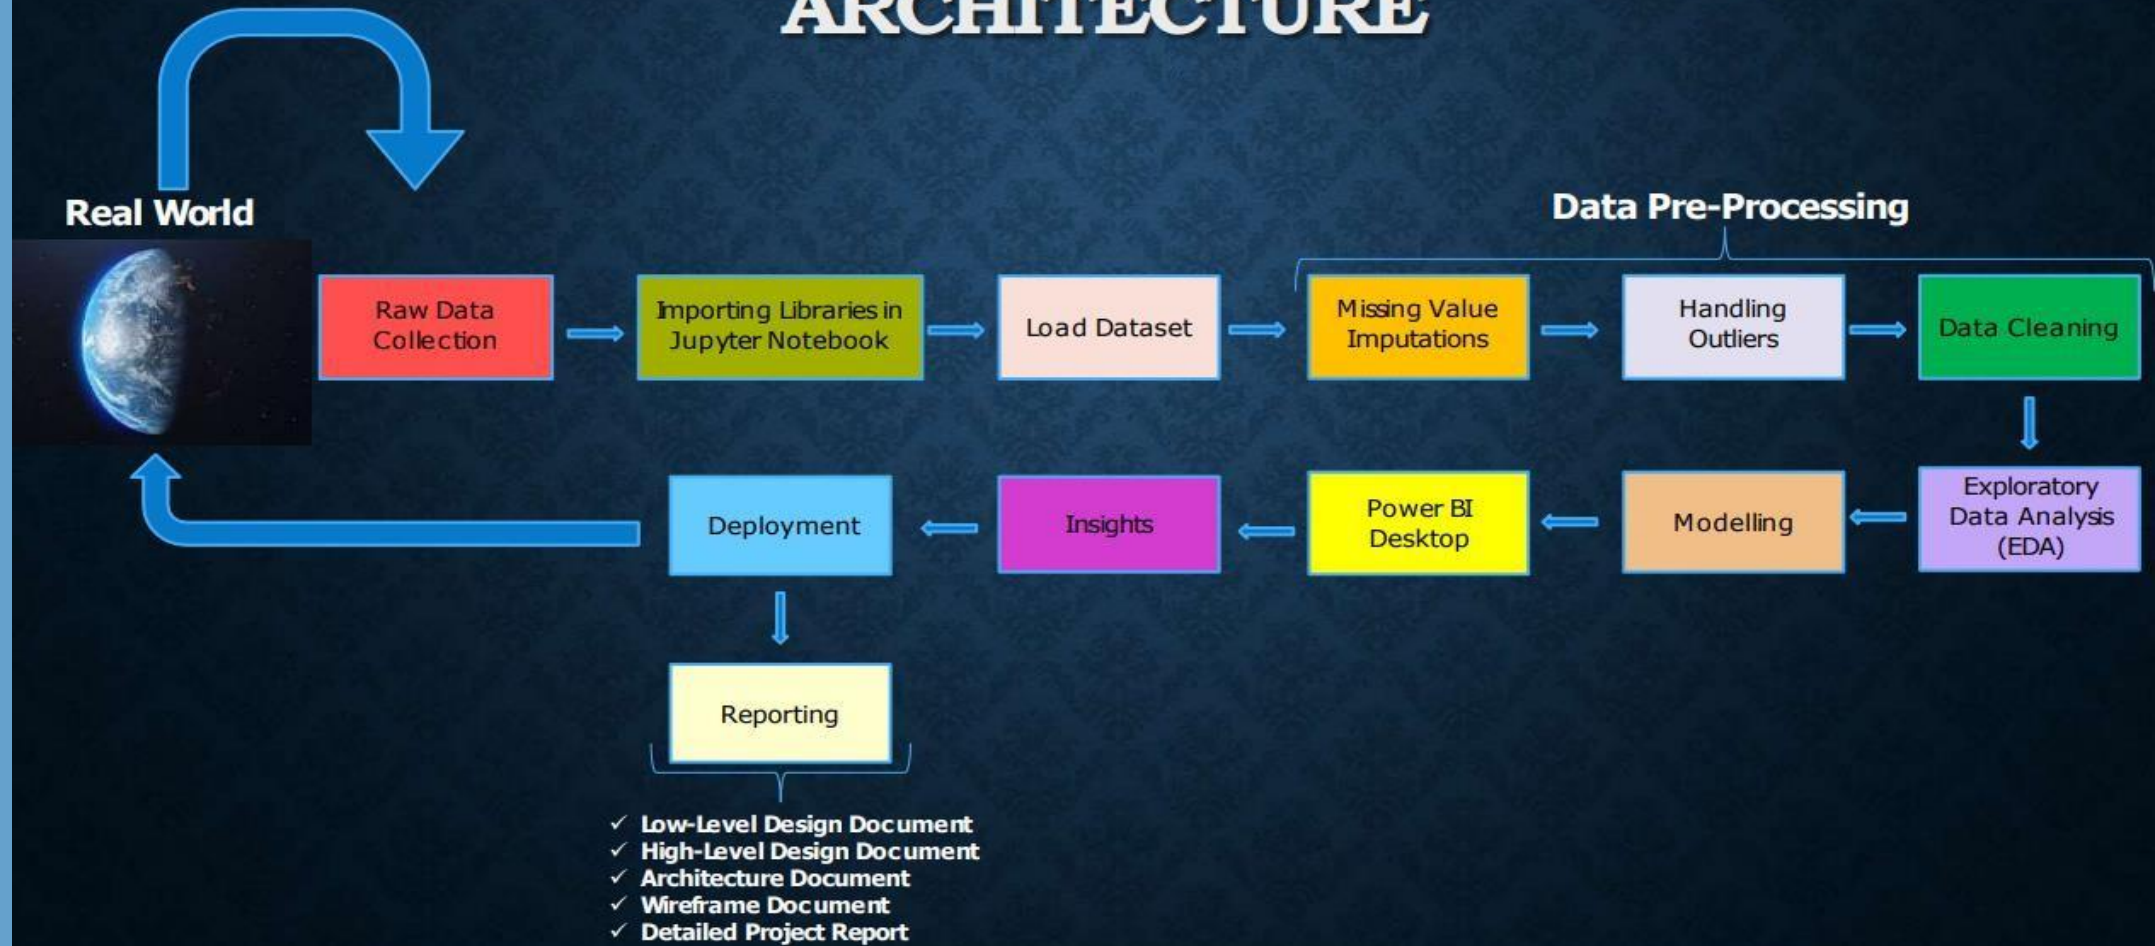 ARCHITECTURE
Real World
Data Pre-Processing
Raw Data
Collection
Importing Libraries in
Jupyter Notebook
Load Dataset
Missing Value
Imputations
Handling
Outliers
Data Cleaning
Exploratory
Data Analysis
(EDA)
Modelling
Power BI
Desktop
Insights
Deployment
Reporting
✓ Low-Level Design Document
✓ High-Level Design Document
✓ Architecture Document
✓ Wireframe Document
✓ Detailed Project Report